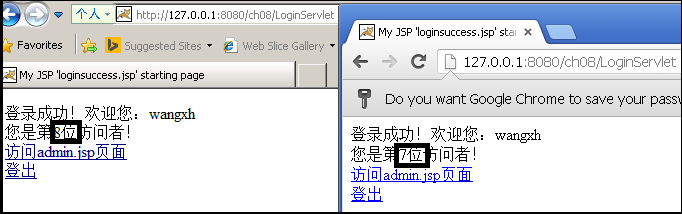 个人
http://127.0.0.1:8080/ch08/LoginServlet
Favorites
Suggested Sites
Web Slice Gallery
My JSP 'loginsuccess.jsp' starting page
登录成功！欢迎您：wangxh
您是第8位访问者！
访问admin.jsp页面
登出
My JSP 'loginsuccess.jsp' star
127.0.0.1:8080/ch08/LoginServlet
Do you want Google Chrome to save your passw
登录成功！欢迎您：wangxh
您是第7位访问者！
访问admin.jsp页面
登出